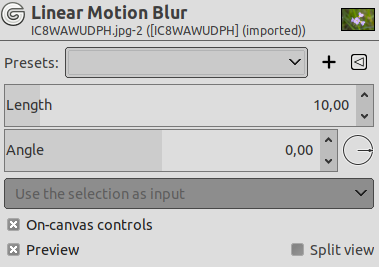 Linear Motion Blur
IC8WAWUDPH.jpg-2 ([IC8WAWUDPH] (imported))
Presets:
Length 10,00
Angle 0,00
Use the selection as input
On-canvas controls
Preview Split view